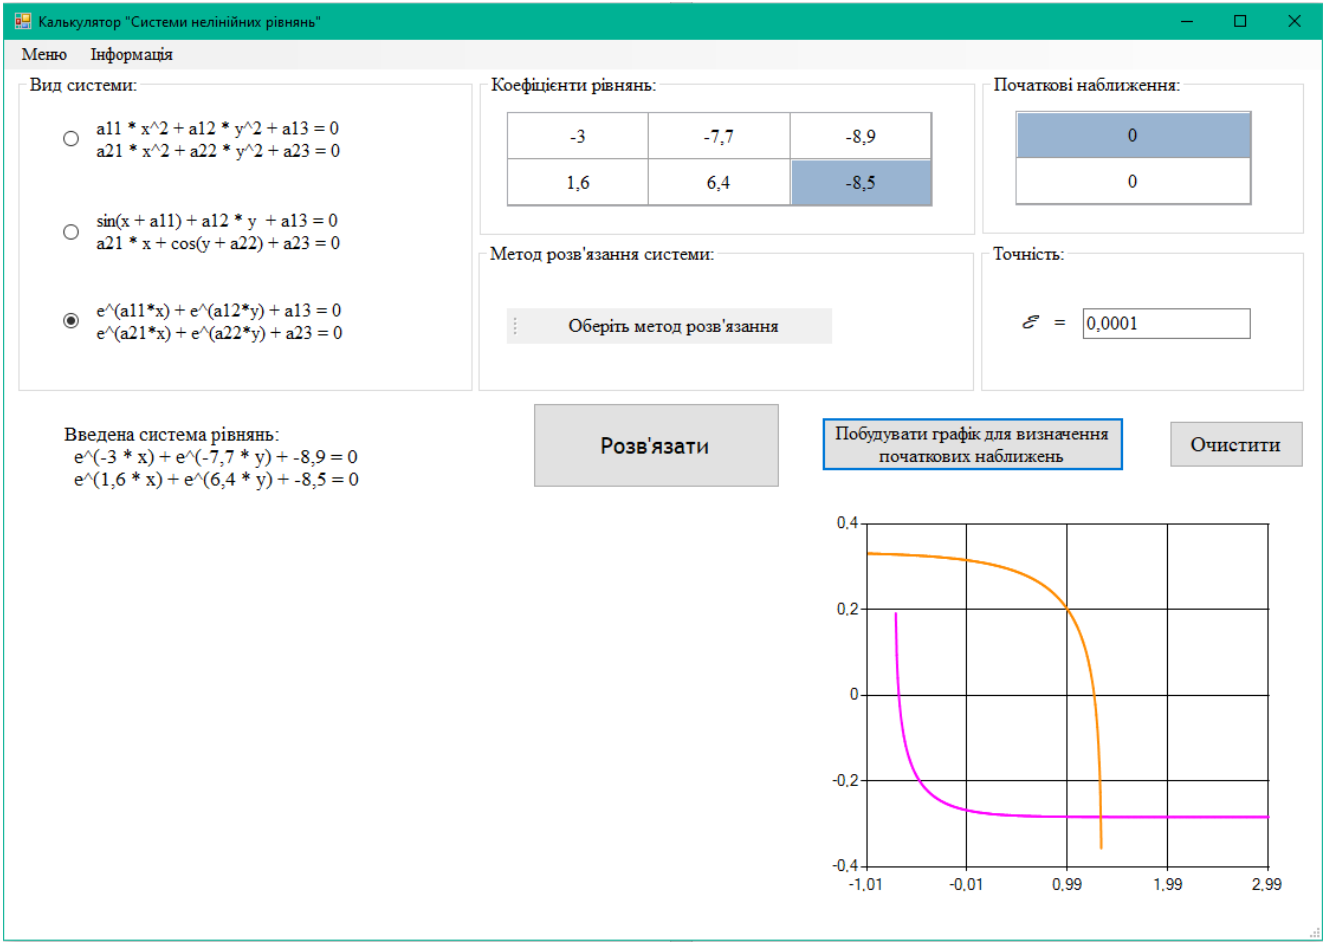 Калькулятор "Системи нелінійних рівнянь"
Меню Інформація
Вид системи:
a11 * x^2 + a12 * y^2 + a13 = 0
a21 * x^2 + a22 * y^2 + a23 = 0
sin(x + a11) + a12 * y + a13 = 0
a21 * x + cos(y + a22) + a23 = 0
e^(a11*x) + e^(a12*y) + a13 = 0
e^(a21*x) + e^(a22*y) + a23 = 0
Коефіцієнти рівнянь:
-3 -7,7 -8,9
1,6 6,4 -8,5
Початкові наближення:
0
0
Метод розв'язання системи:
Оберіть метод розв'язання
Точність:
ℰ = 0,0001
Введена система рівнянь:
e^(-3 * x) + e^(-7,7 * y) + -8,9 = 0
e^(1,6 * x) + e^(6,4 * y) + -8,5 = 0
Розв'язати
Побудувати графік для визначення
початкових наближень
Очистити
0,4
0,2
0
-0,2
-0,4
-1,01 -0,01 0,99 1,99 2,99